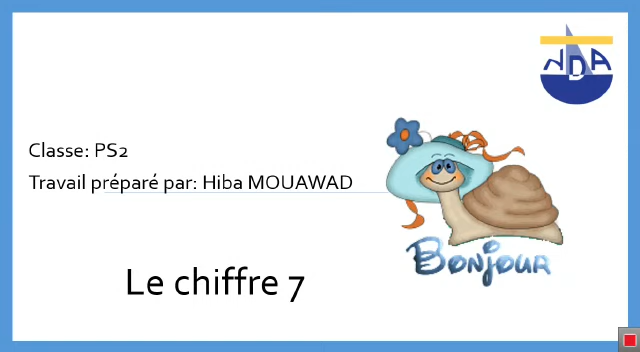 NDA
Classe: PS2
Travail préparé par: Hiba MOUAWAD
Bonjour
Le chiffre 7